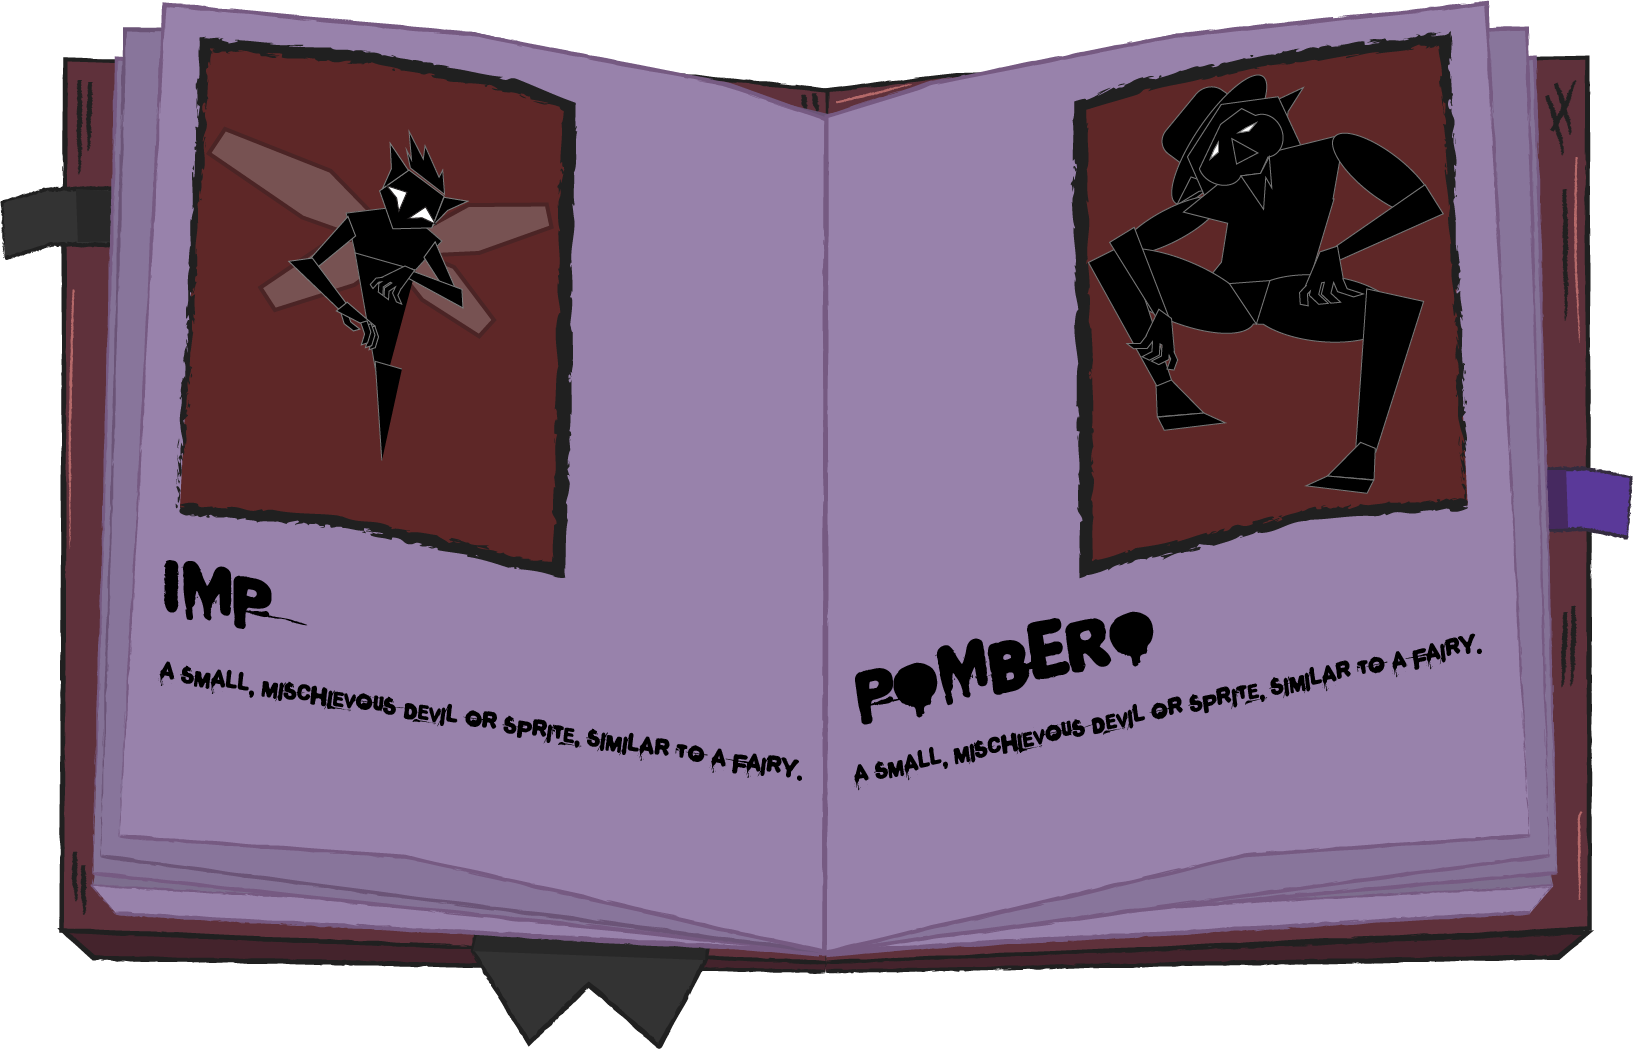 IMP
A SMALL, MISCHIEVOUS DEVIL OR SPRITE, SIMILAR TO A FAIRY.
POMBERO
A SMALL, MISCHIEVOUS DEVIL OR SPRITE, SIMILAR TO A FAIRY.